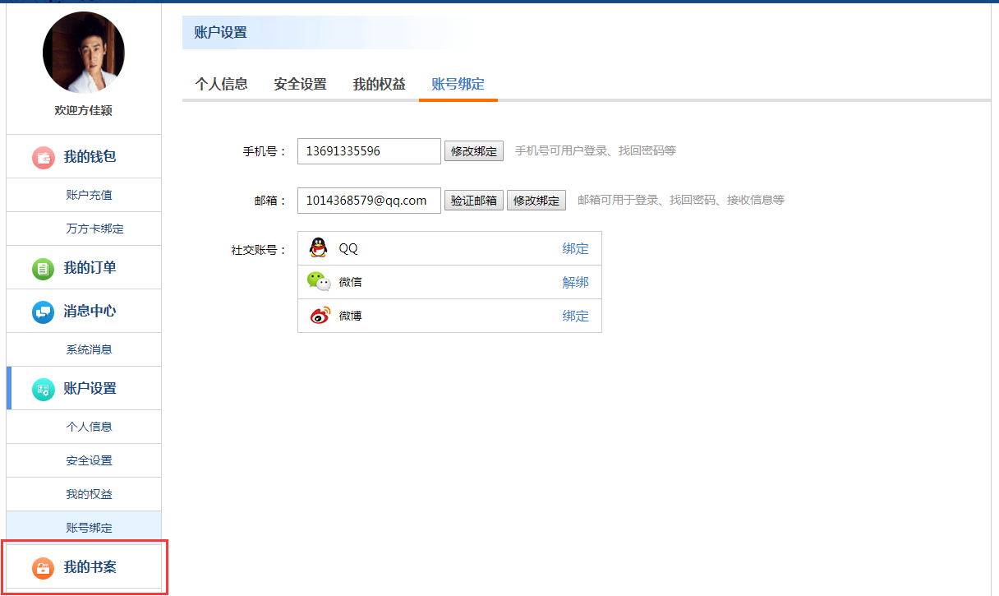 欢迎方佳颖
我的钱包
账户充值
万方卡绑定
我的订单
消息中心
系统消息
账户设置
个人信息
安全设置
我的权益
账号绑定
我的书案
账户设置
个人信息 安全设置 我的权益 账号绑定
手机号： 13691335596 修改绑定 手机号可用户登录、找回密码等
邮箱： 1014368579@qq.com 验证邮箱 修改绑定 邮箱可用于登录、找回密码、接收信息等
社交账号： QQ 绑定
微信 解绑
微博 绑定